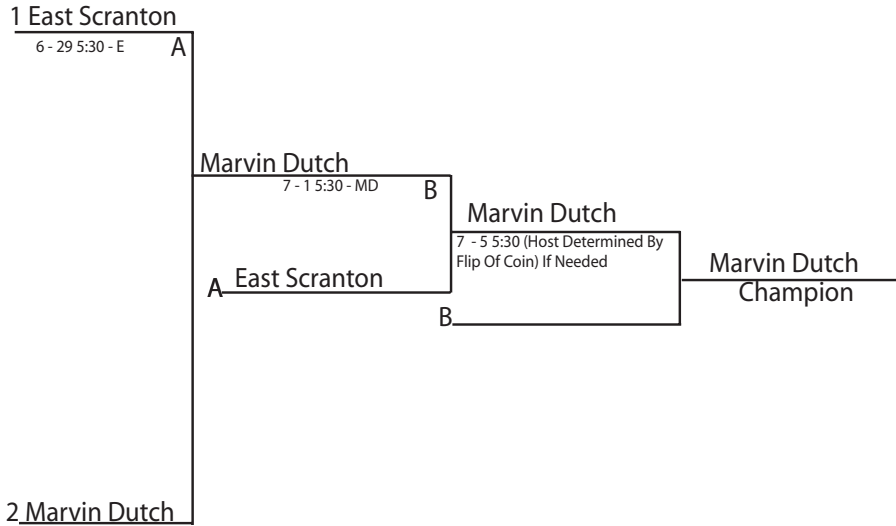 1 East Scranton
6 - 29 5:30 - E
A
Marvin Dutch
7 - 1 5:30 - MD
B
Marvin Dutch
7 - 5 5:30 (Host Determined By
Flip Of Coin) If Needed
Marvin Dutch
Champion
A East Scranton
B
2 Marvin Dutch